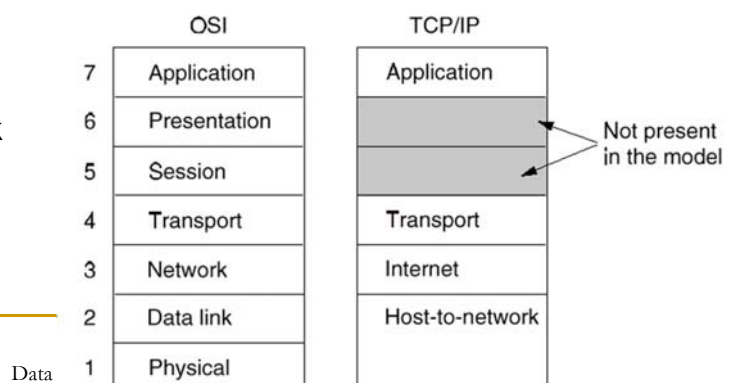 OSI TCP/IP
7 Application Application
6 Presentation
Not present
in the model
5 Session
4 Transport Transport
3 Network Internet
2 Data link Host-to-network
Data 1 Physical